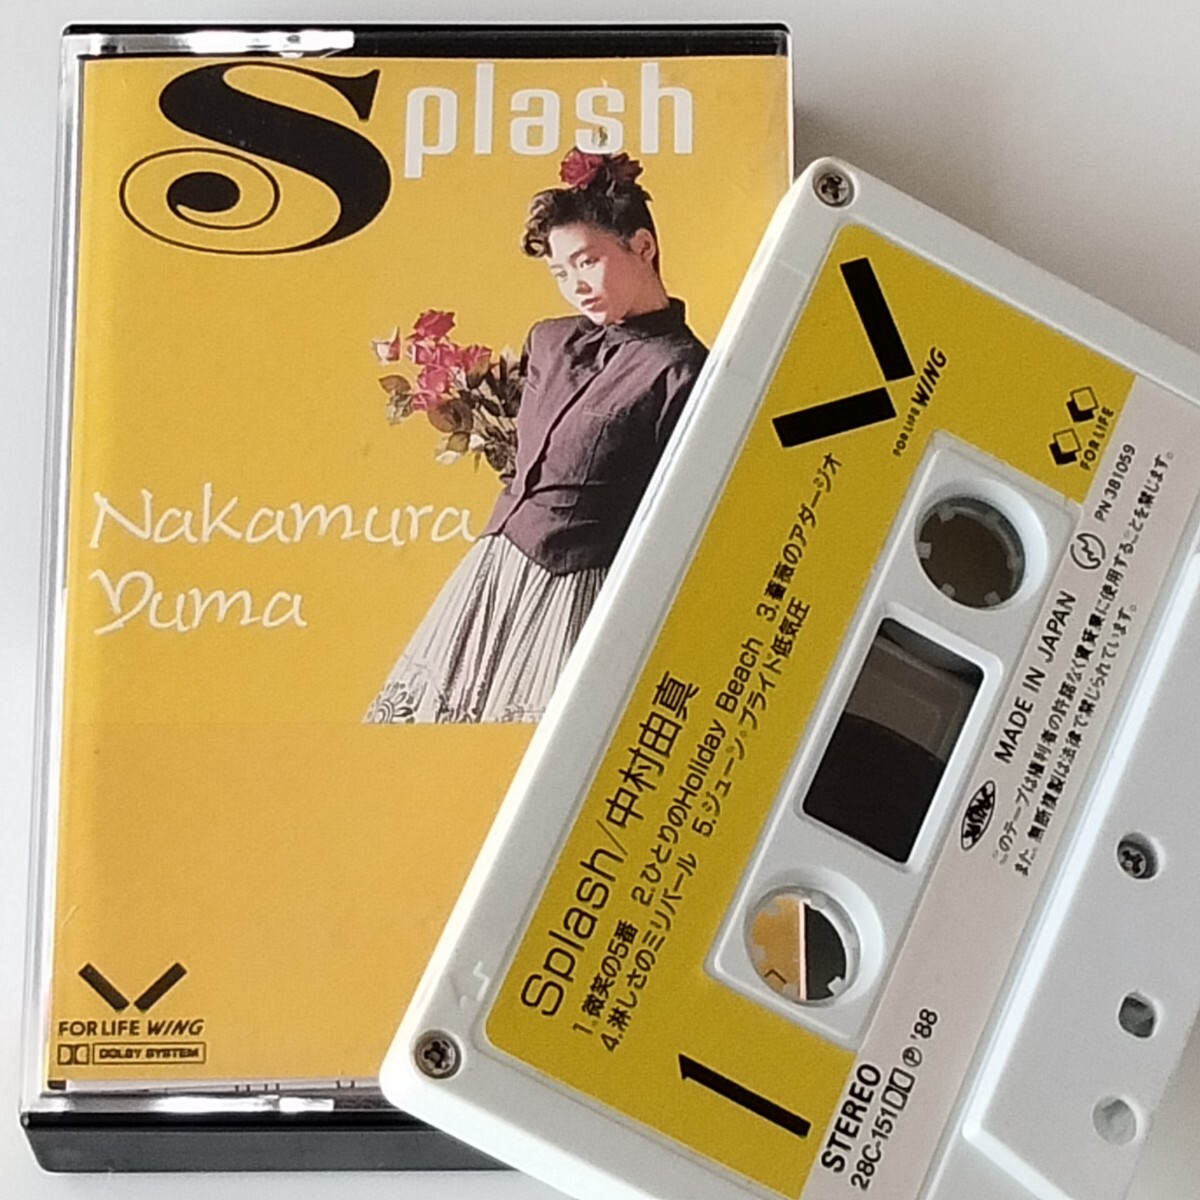 Splash
Nakamura
Yuma
FOR LIFE WING
DOLBY SYSTEM
FOR LIFE WING
FOR LIFE
Splash/中村由真
1.微笑の5番 2.ひとりのHoliday Beach 3.薔薇のアダージオ
4.淋しさのミリバール 5.ジューン・ブライド低気圧
1
STEREO
28C-151 ℗'88
MADE IN JAPAN
PN 381059
このテープは権利者の許諾なく賃貸業に使用することを禁じます。
また、無断複製は法律で禁じられています。